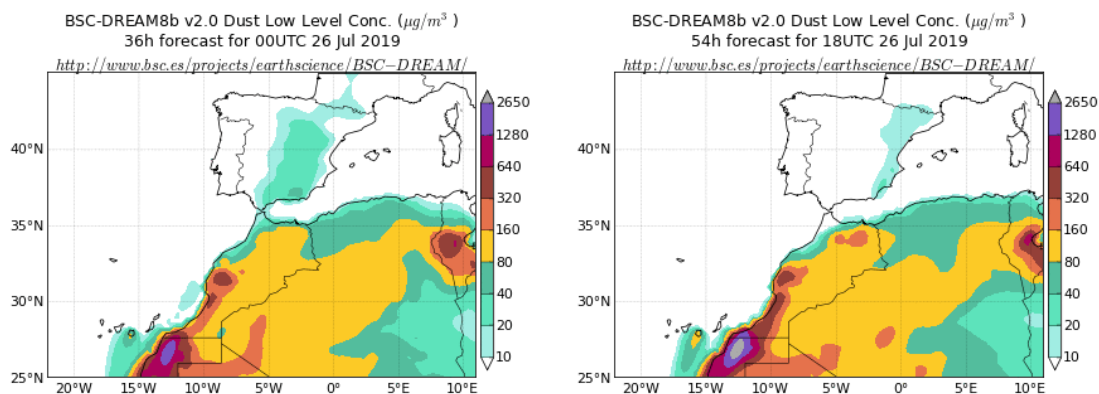 BSC-DREAM8b v2.0 Dust Low Level Conc. (μg/m³ )
36h forecast for 00UTC 26 Jul 2019
http://www.bsc.es/projects/earthscience/BSC−DREAM/
2650
1280
640
320
160
80
40
20
10
40°N
35°N
30°N
25°N
20°W 15°W 10°W 5°W 0° 5°E 10°E
BSC-DREAM8b v2.0 Dust Low Level Conc. (μg/m³ )
54h forecast for 18UTC 26 Jul 2019
http://www.bsc.es/projects/earthscience/BSC−DREAM/
2650
1280
640
320
160
80
40
20
10
40°N
35°N
30°N
25°N
20°W 15°W 10°W 5°W 0° 5°E 10°E